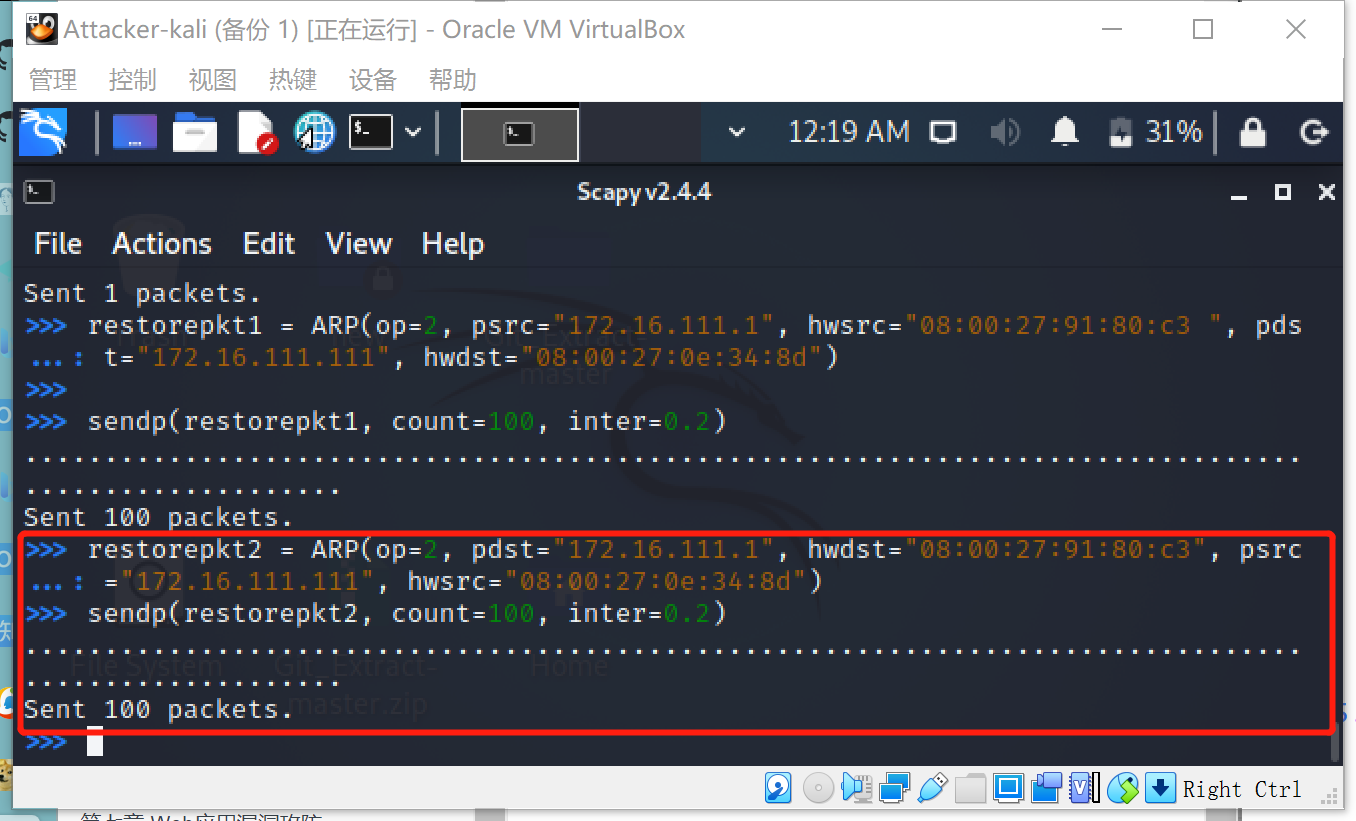 Attacker-kali (备份 1) [正在运行] - Oracle VM VirtualBox
管理 控制 视图 热键 设备 帮助
12:19 AM 31%
Scapy v2.4.4
File Actions Edit View Help
Sent 1 packets.
>>> restorepkt1 = ARP(op=2, psrc="172.16.111.1", hwsrc="08:00:27:91:80:c3 ", pds
...: t="172.16.111.111", hwdst="08:00:27:0e:34:8d")
>>>
>>> sendp(restorepkt1, count=100, inter=0.2)
................................................................................
....................
Sent 100 packets.
>>> restorepkt2 = ARP(op=2, pdst="172.16.111.1", hwdst="08:00:27:91:80:c3", psrc
...: ="172.16.111.111", hwsrc="08:00:27:0e:34:8d")
>>> sendp(restorepkt2, count=100, inter=0.2)
................................................................................
....................
File System Git_Extract- Home
Sent 100 packets.
master.zip
>>>
Right Ctrl
第七章 Web应用漏洞攻防